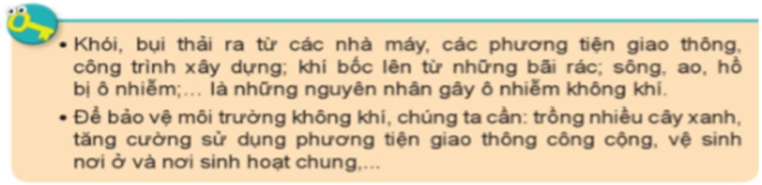 • Khói, bụi thải ra từ các nhà máy, các phương tiện giao thông,
công trình xây dựng; khí bốc lên từ những bãi rác; sông, ao, hồ
bị ô nhiễm;... là những nguyên nhân gây ô nhiễm không khí.
• Để bảo vệ môi trường không khí, chúng ta cần: trồng nhiều cây xanh,
tăng cường sử dụng phương tiện giao thông công cộng, vệ sinh
nơi ở và nơi sinh hoạt chung,...